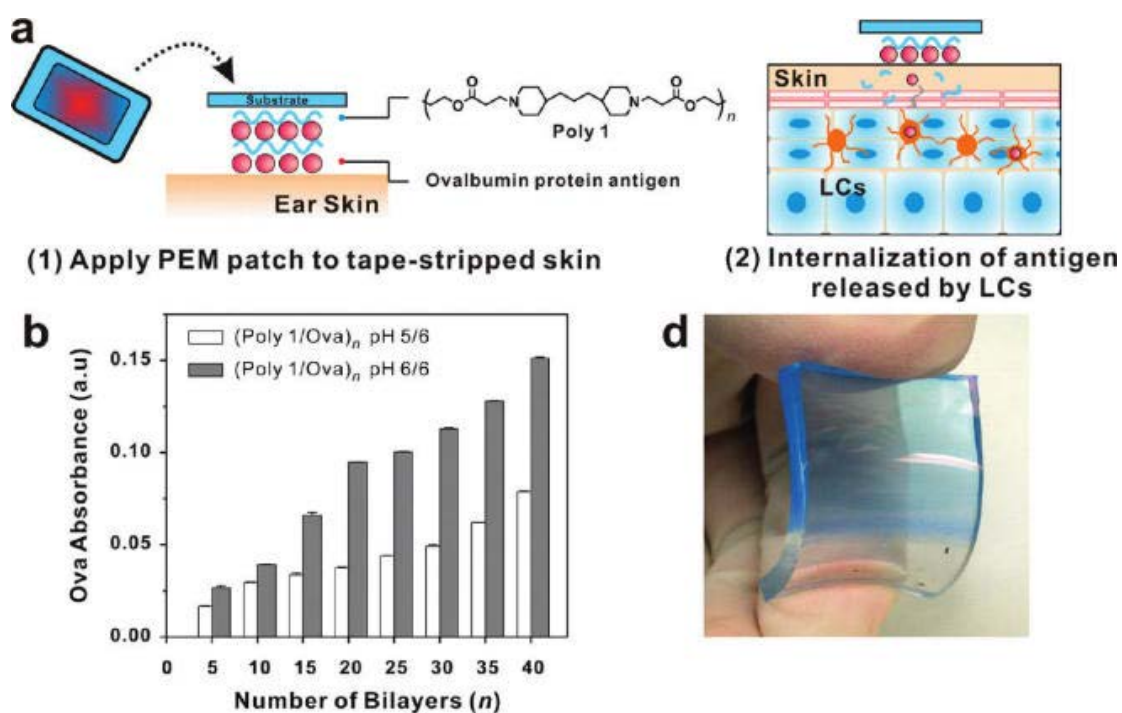 a
Substrate
Ear Skin
O
O
N
N
O
O
n
Poly 1
Ovalbumin protein antigen
Skin
LCs
(1) Apply PEM patch to tape-stripped skin
(2) Internalization of antigen
released by LCs
b
(Poly 1/Ova)n pH 5/6
(Poly 1/Ova)n pH 6/6
Ova Absorbance (a.u)
0.15
0.10
0.05
0.00
0 5 10 15 20 25 30 35 40
Number of Bilayers (n)
d